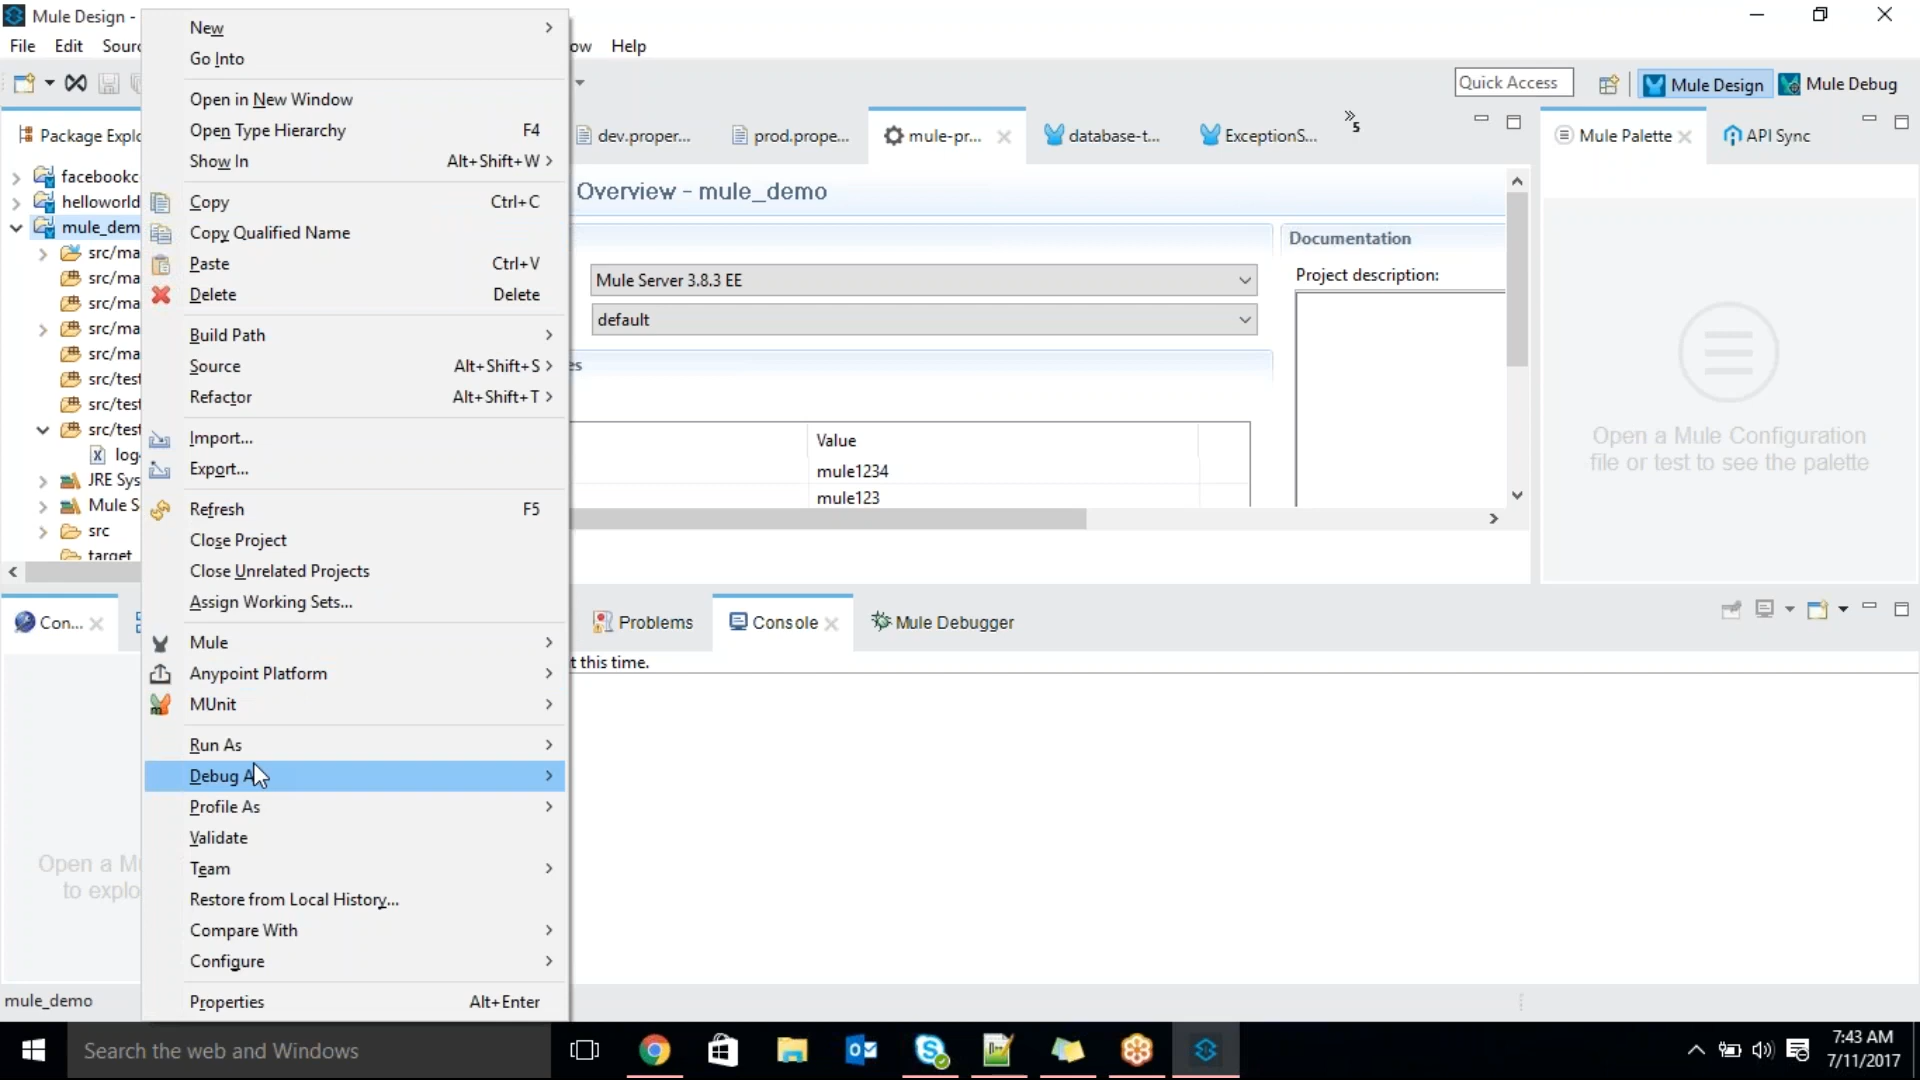 Mule Design -
File Edit Sourc ow Help
Quick Access
Mule Design
Mule Debug
Package Explo
facebookc
helloworld
mule_dem
src/ma
src/ma
src/ma
src/ma
src/ma
src/test
src/test
src/test
log
JRE Sys
Mule S
src
target
New
Go Into
Open in New Window
Open Type Hierarchy F4
Show In Alt+Shift+W >
Copy Ctrl+C
Copy Qualified Name
Paste Ctrl+V
Delete Delete
Build Path
Source Alt+Shift+S >
Refactor Alt+Shift+T >
Import...
Export...
Refresh F5
Close Project
Close Unrelated Projects
Assign Working Sets...
Mule
Anypoint Platform
MUnit
Run As
Debug A
Profile As
Validate
Team
Restore from Local History...
Compare With
Configure
Properties Alt+Enter
dev.proper...
prod.prope...
mule-pr...
database-t...
ExceptionS...
»5
Overview - mule_demo
Mule Server 3.8.3 EE
default
es
Value
mule1234
mule123
Documentation
Project description:
Mule Palette
API Sync
Open a Mule Configuration
file or test to see the palette
Con...
Problems
Console
Mule Debugger
t this time.
Open a M
to explo
mule_demo
Search the web and Windows
7:43 AM
7/11/2017